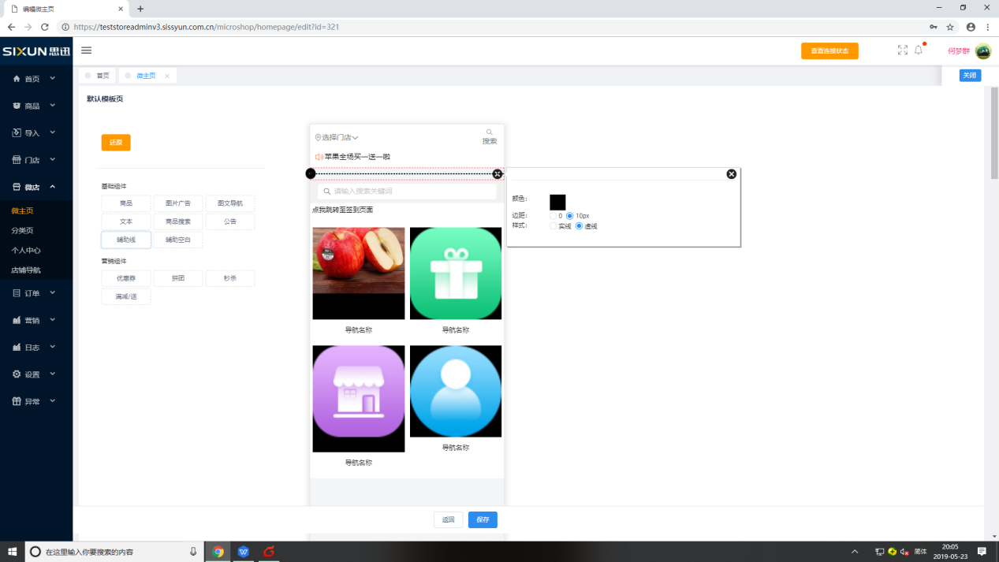 编辑微主页
https://teststoreadminv3.sissyun.com.cn/microshop/homepage/edit?id=321
SIXUN思迅
查看连接状态
何梦群
首页
微主页
关闭
首页
商品
导入
门店
微店
微主页
分类页
个人中心
店铺导航
订单
营销
日志
设置
异常
默认模板页
还原
基础组件
商品
图片广告
图文导航
文本
商品搜索
公告
辅助线
辅助空白
营销组件
优惠券
拼团
秒杀
满减/送
选择门店
搜索
苹果全场买一送一啦
请输入搜索关键词
点我跳转至签到页面
导航名称
导航名称
导航名称
导航名称
颜色:
边距: 0 10px
样式: 实线 虚线
返回
保存
在这里输入你要搜索的内容
简体
20:05
2019-05-23